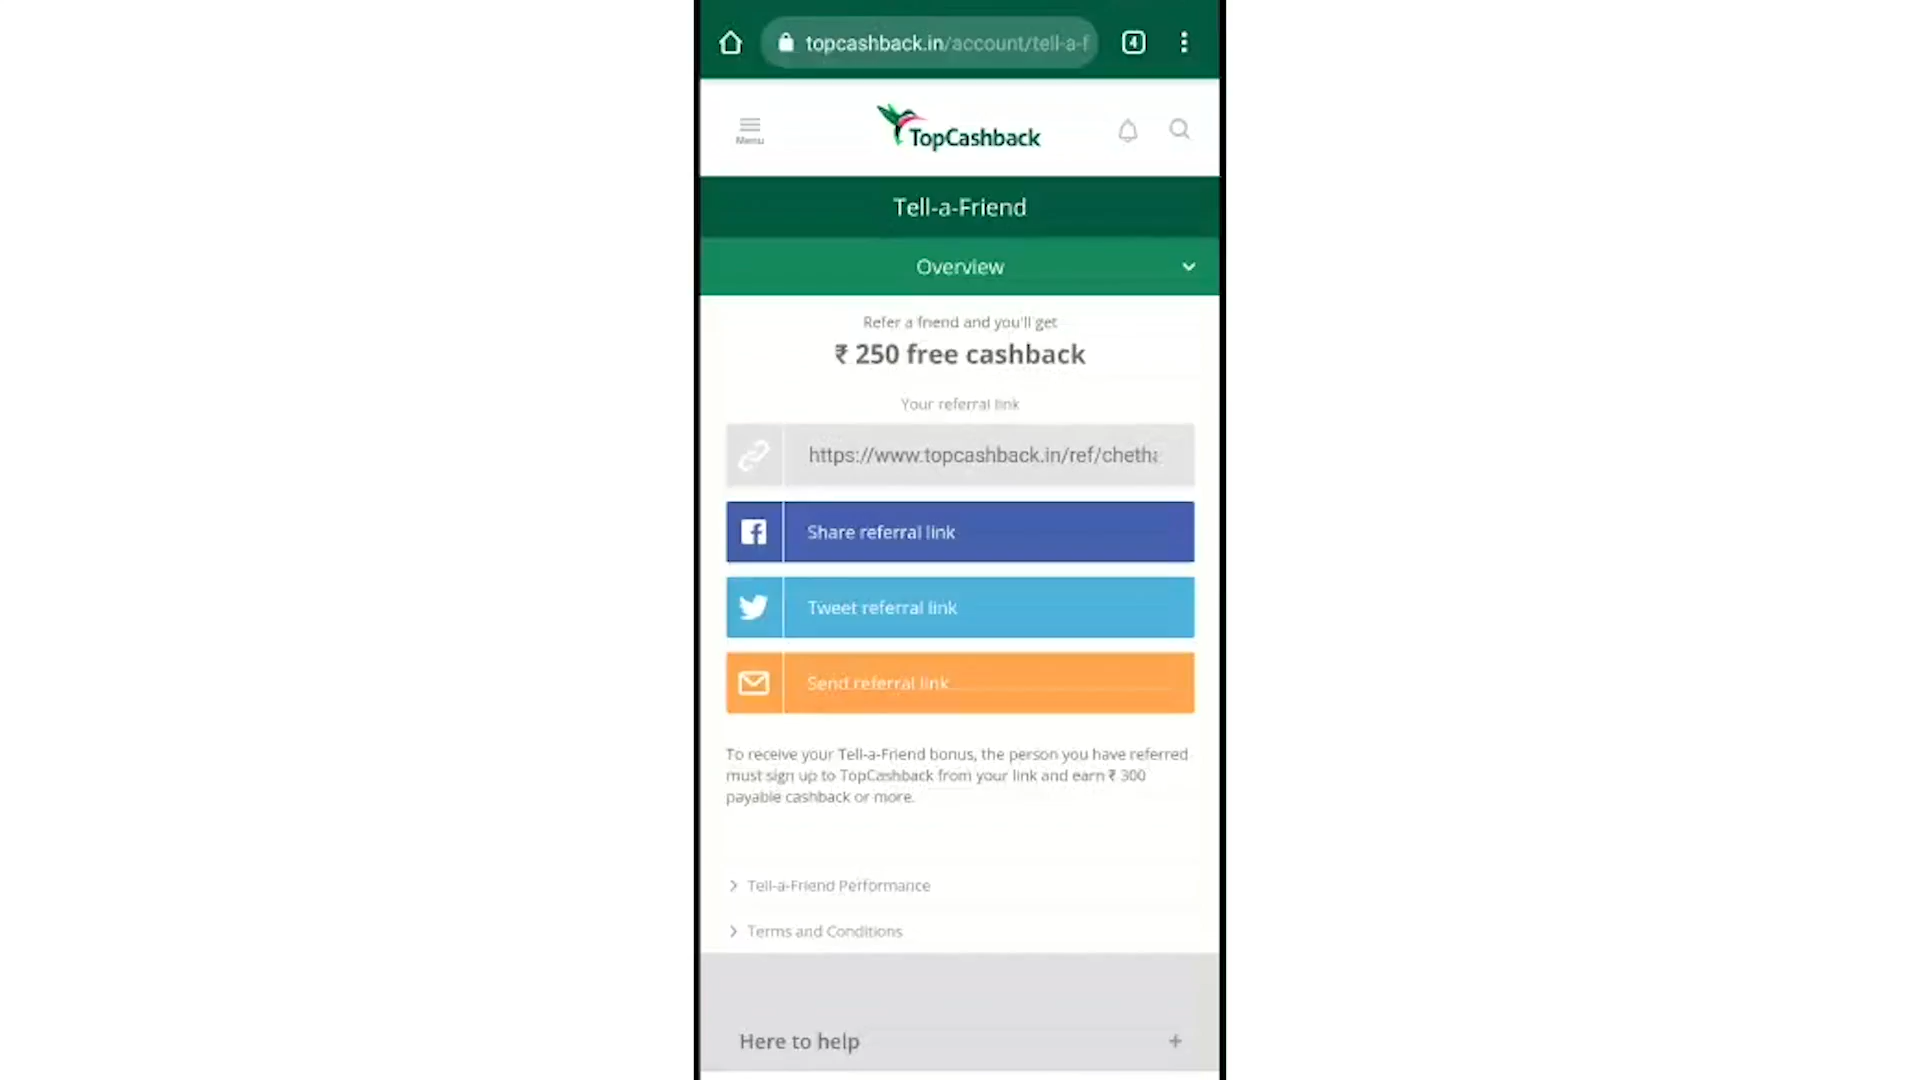 topcashback.in/account/tell-a-f
4
Menu
TopCashback
Tell-a-Friend
Overview
Refer a friend and you'll get
₹ 250 free cashback
Your referral link
https://www.topcashback.in/ref/cheth
Share referral link
Tweet referral link
Send referral link
To receive your Tell-a-Friend bonus, the person you have referred
must sign up to TopCashback from your link and earn ₹ 300
payable cashback or more.
Tell-a-Friend Performance
Terms and Conditions
Here to help
+